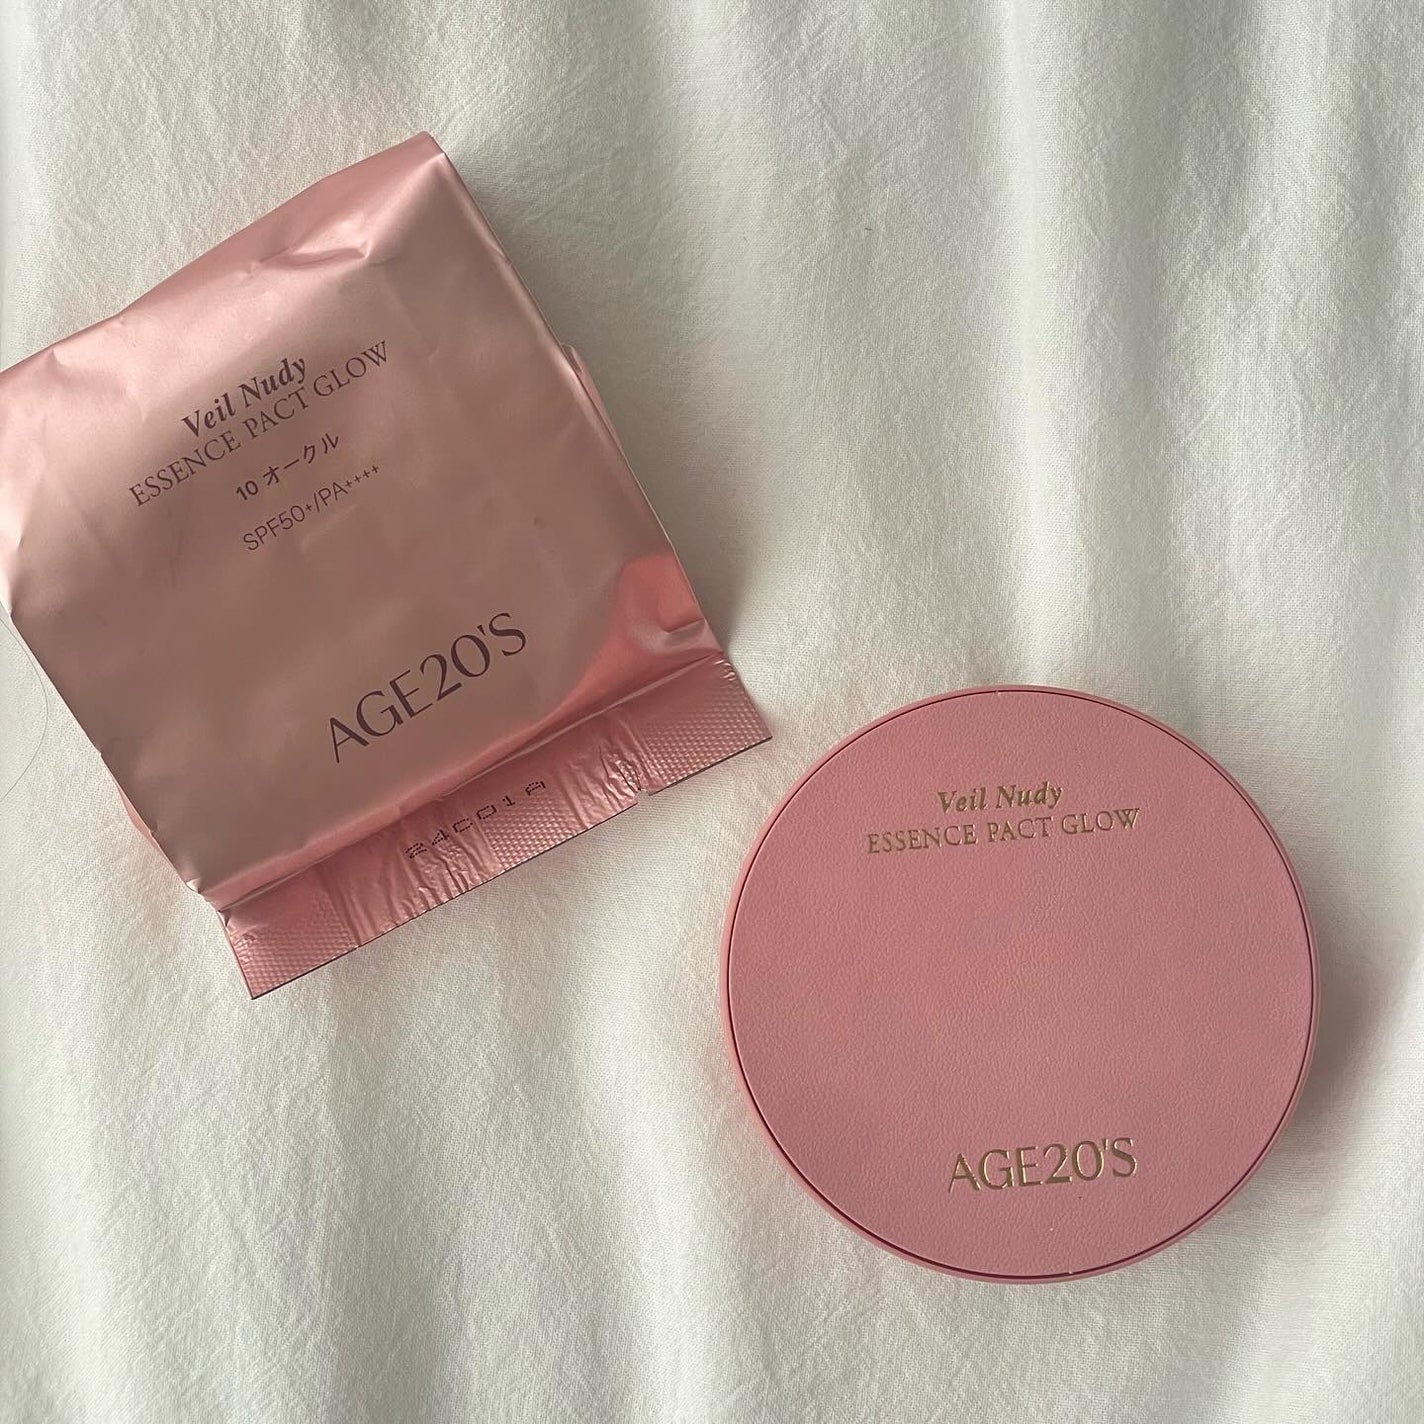 Veil Nudy
ESSENCE PACT GLOW
10 オークル
SPF50+/PA++++
AGE20'S
24C01A
Veil Nudy
ESSENCE PACT GLOW
AGE20'S